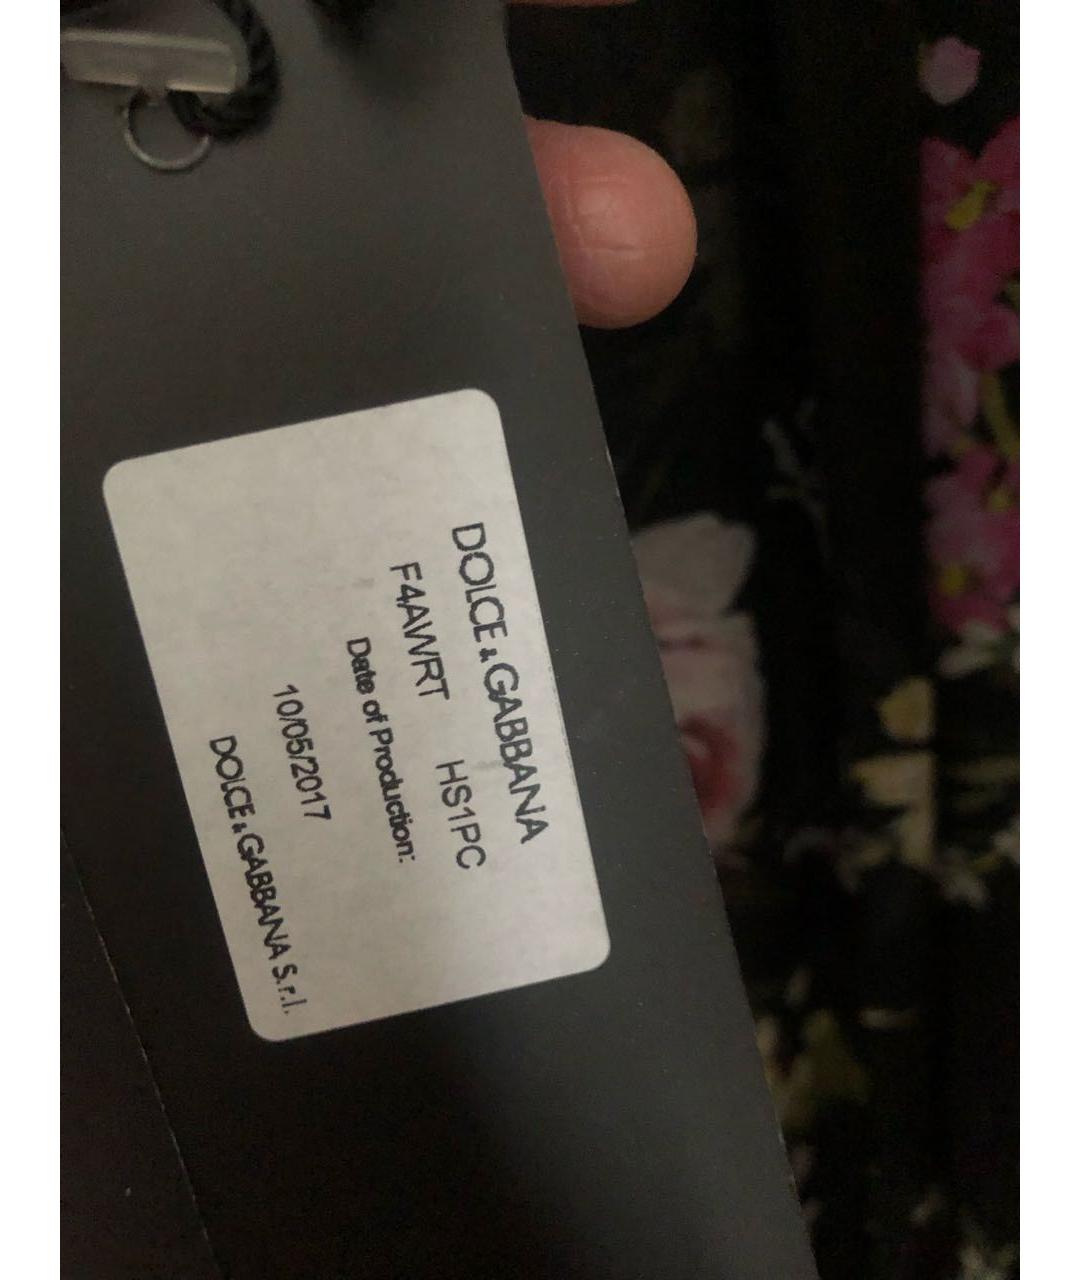 DOLCE & GABBANA
F4AWRT HS1PC
Date of Production:
10/05/2017
DOLCE & GABBANA S.r.l.